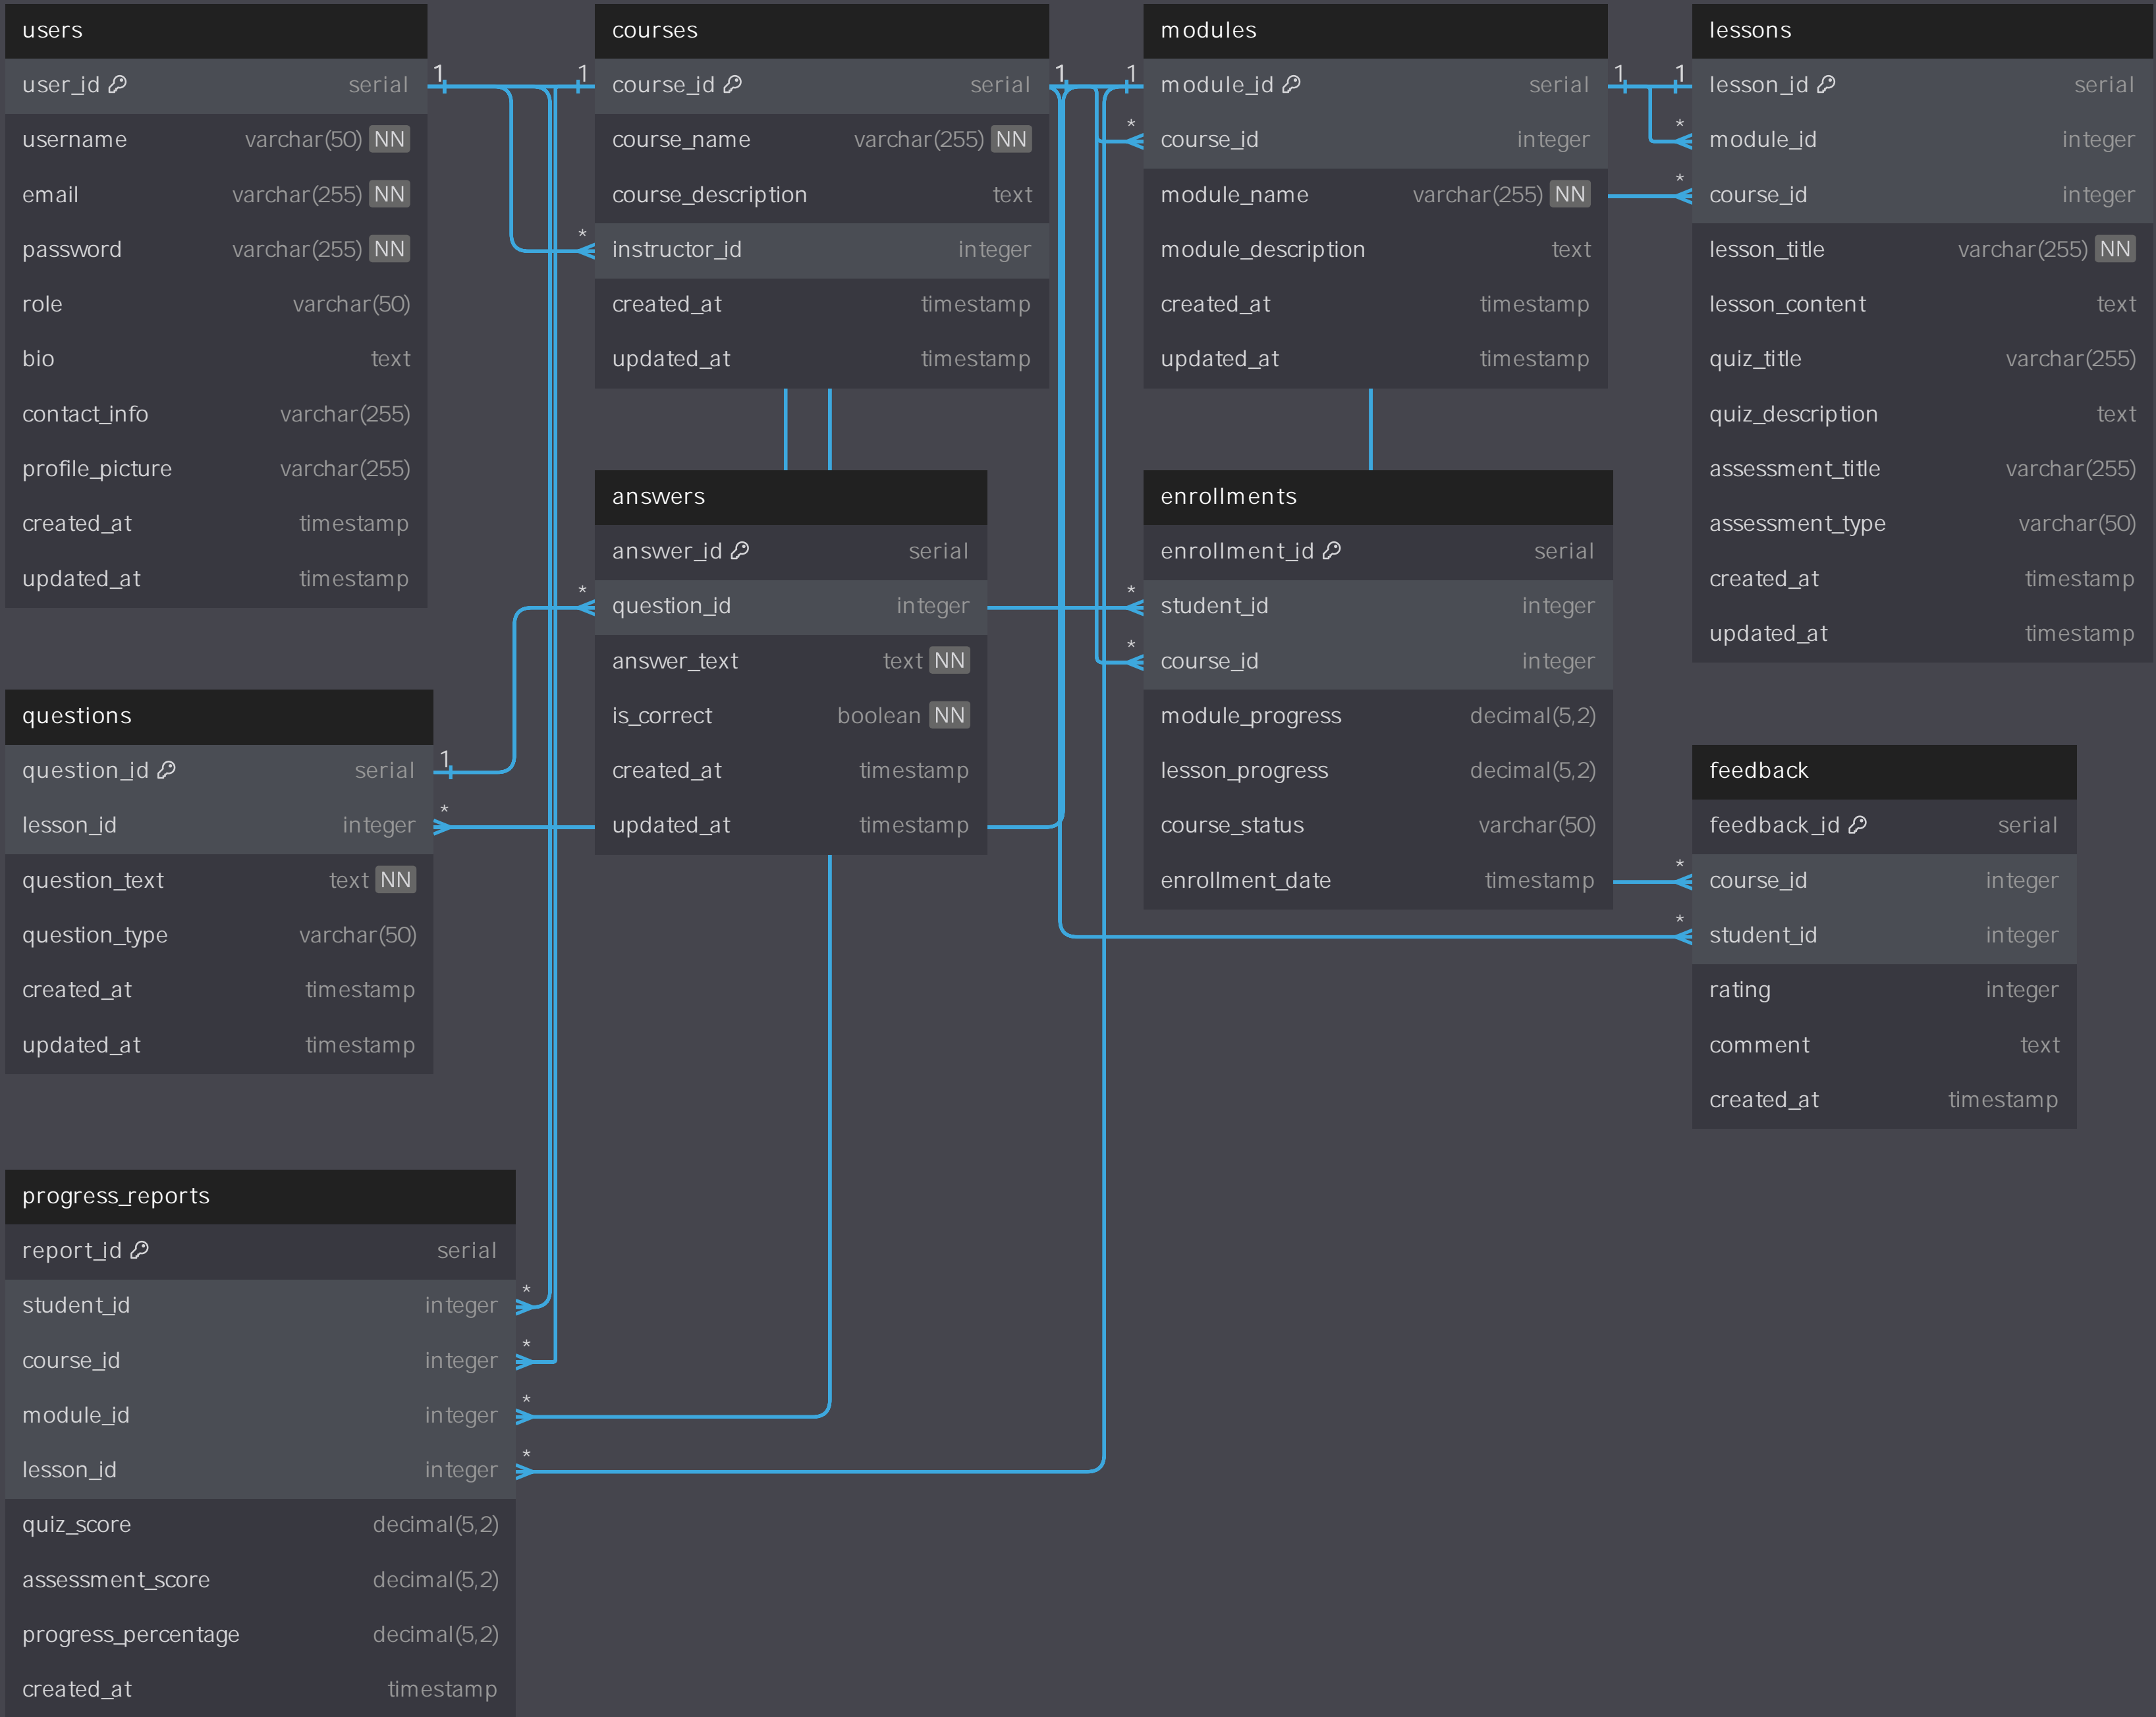 users
user_id serial
username varchar(50) NN
email varchar(255) NN
password varchar(255) NN
role varchar(50)
bio text
contact_info varchar(255)
profile_picture varchar(255)
created_at timestamp
updated_at timestamp
1
1
*
courses
course_id serial
course_name varchar(255) NN
course_description text
instructor_id integer
created_at timestamp
updated_at timestamp
1
1
*
modules
module_id serial
course_id integer
module_name varchar(255) NN
module_description text
created_at timestamp
updated_at timestamp
1
1
*
*
lessons
lesson_id serial
module_id integer
course_id integer
lesson_title varchar(255) NN
lesson_content text
quiz_title varchar(255)
quiz_description text
assessment_title varchar(255)
assessment_type varchar(50)
created_at timestamp
updated_at timestamp
*
answers
answer_id serial
question_id integer
answer_text text NN
is_correct boolean NN
created_at timestamp
updated_at timestamp
*
*
enrollments
enrollment_id serial
student_id integer
course_id integer
module_progress decimal(5,2)
lesson_progress decimal(5,2)
course_status varchar(50)
enrollment_date timestamp
questions
question_id serial
lesson_id integer
question_text text NN
question_type varchar(50)
created_at timestamp
updated_at timestamp
1
*
*
*
feedback
feedback_id serial
course_id integer
student_id integer
rating integer
comment text
created_at timestamp
progress_reports
report_id serial
student_id integer
course_id integer
module_id integer
lesson_id integer
quiz_score decimal(5,2)
assessment_score decimal(5,2)
progress_percentage decimal(5,2)
created_at timestamp
*
*
*
*